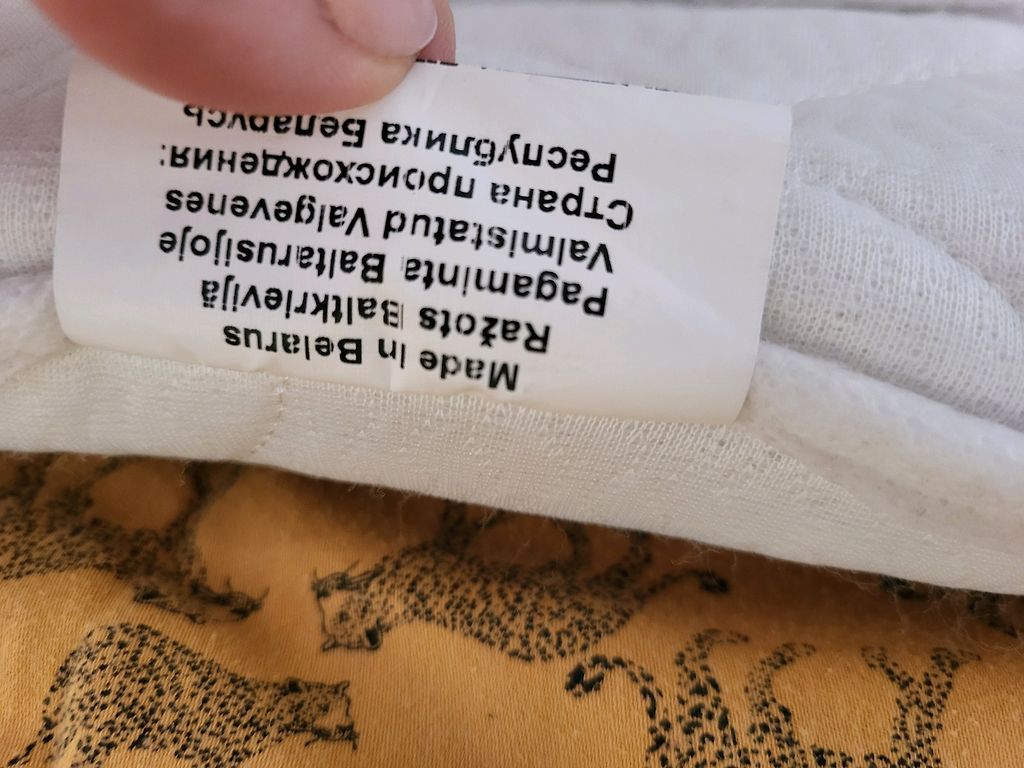 Made in Belarus
Ražots Baltkrievijā
Pagaminta Baltarusijoje
Valmistatud Valgevenes
Страна происхождения:
Республика Беларусь